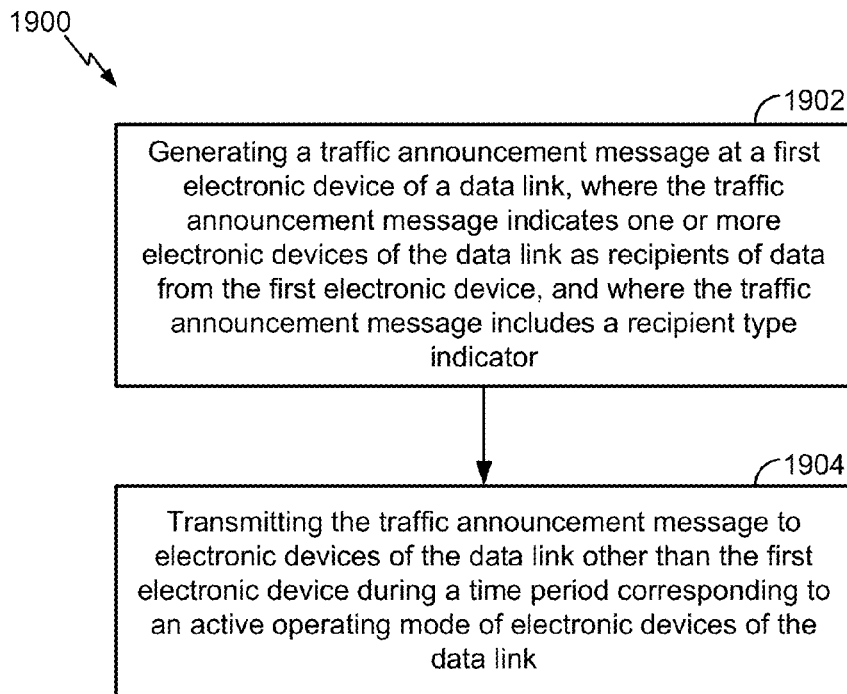 1900
1902
Generating a traffic announcement message at a first
electronic device of a data link, where the traffic
announcement message indicates one or more
electronic devices of the data link as recipients of data
from the first electronic device, and where the traffic
announcement message includes a recipient type
indicator
1904
Transmitting the traffic announcement message to
electronic devices of the data link other than the first
electronic device during a time period corresponding to
an active operating mode of electronic devices of the
data link